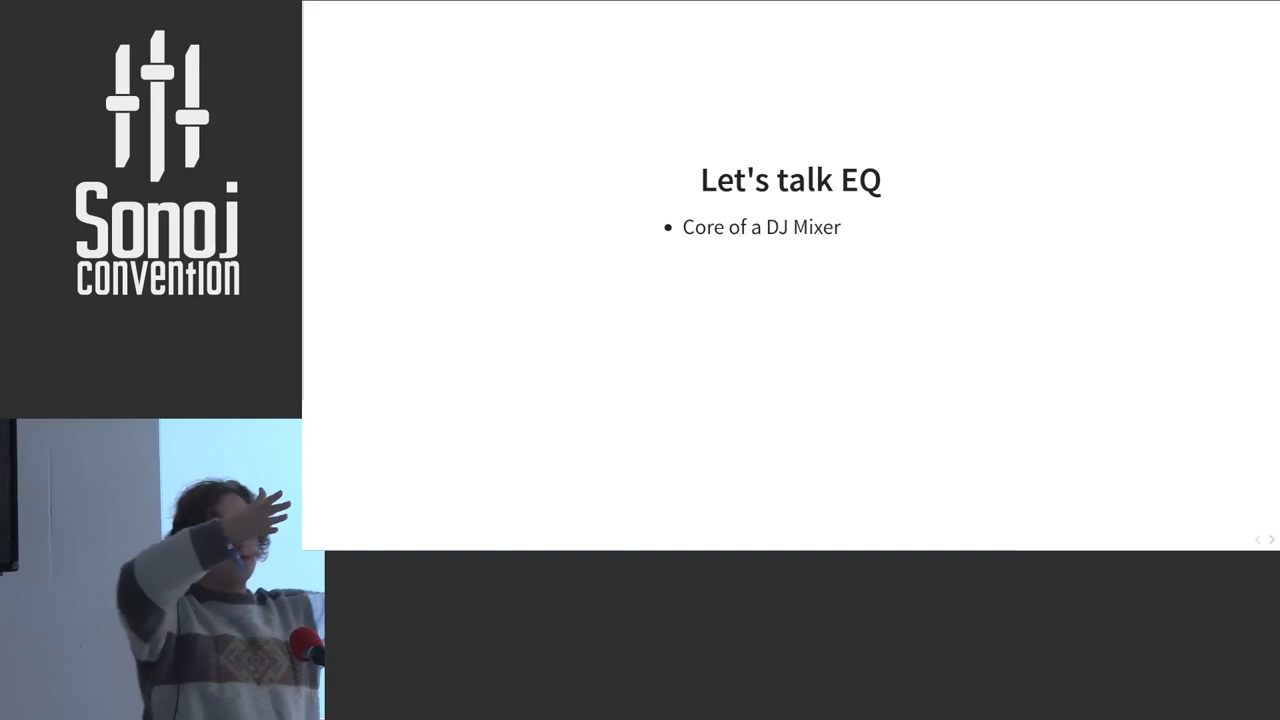 Sonoj
convention
Let's talk EQ
• Core of a DJ Mixer